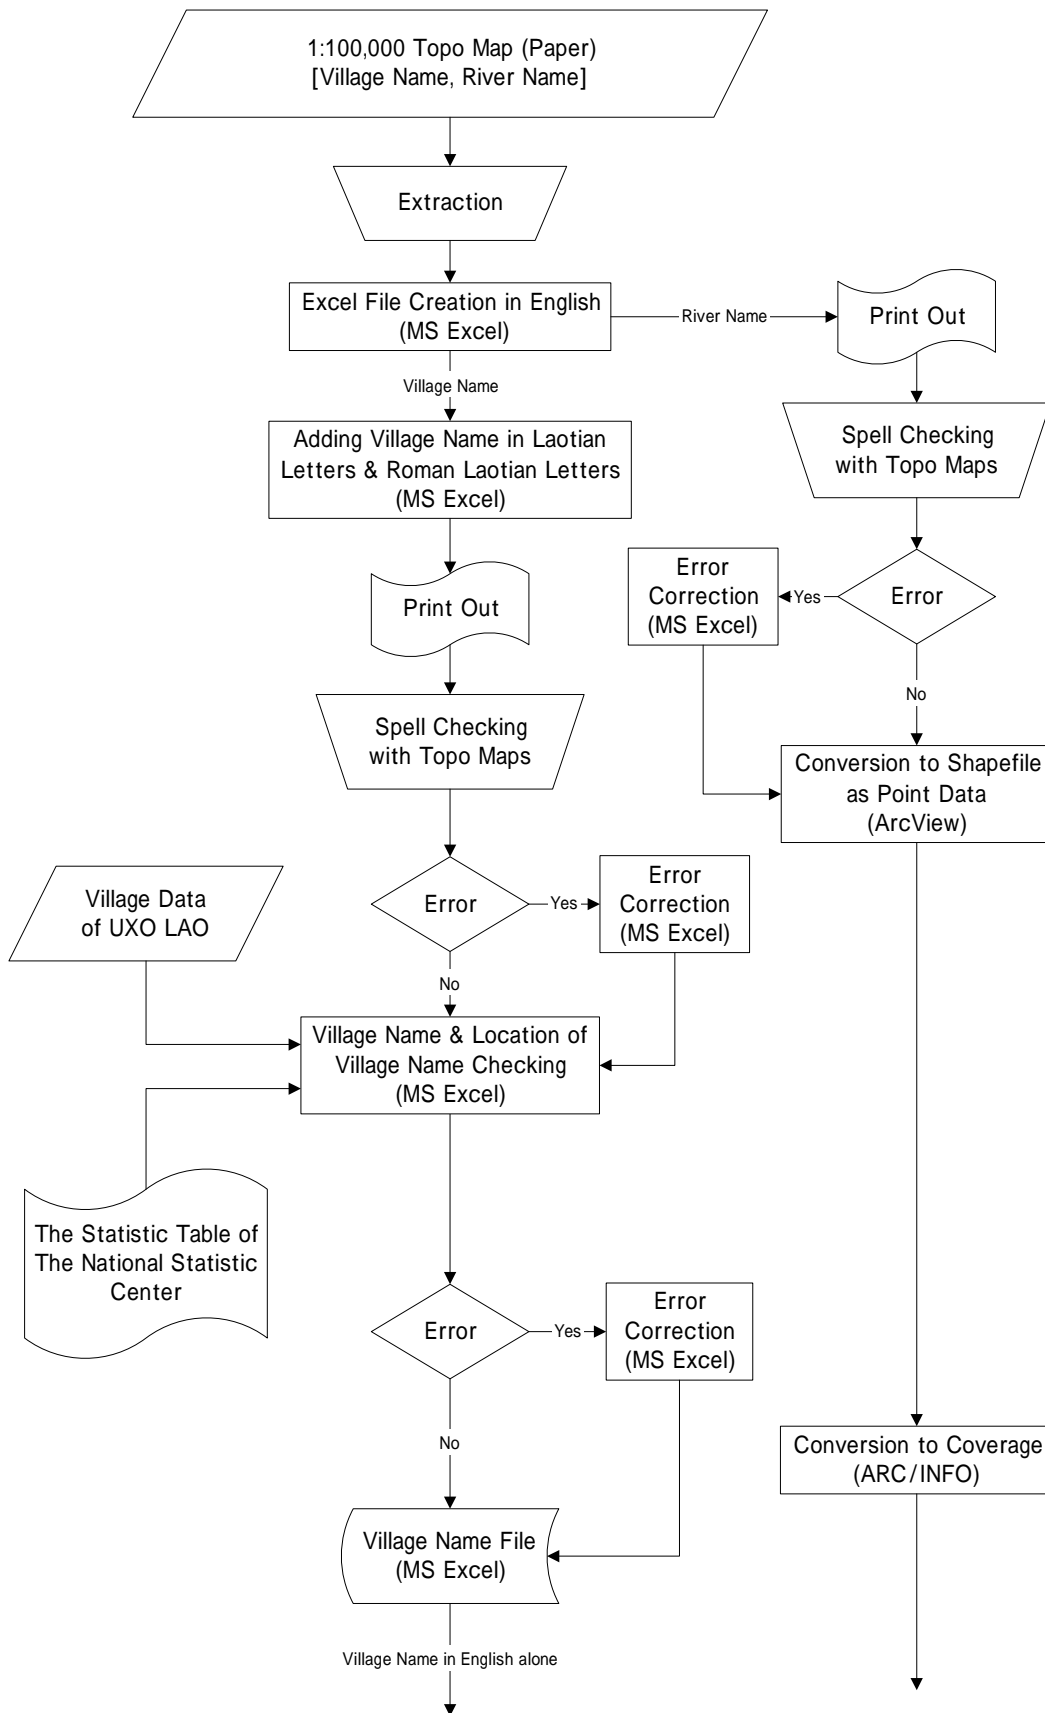 1:100,000 Topo Map (Paper)
[Village Name, River Name]
Extraction
Excel File Creation in English
(MS Excel)
River Name
Print Out
Village Name
Adding Village Name in Laotian
Letters & Roman Laotian Letters
(MS Excel)
Spell Checking
with Topo Maps
Print Out
Error
Correction
(MS Excel)
Yes
Error
No
Spell Checking
with Topo Maps
Conversion to Shapefile
as Point Data
(ArcView)
Village Data
of UXO LAO
Error
Yes
Error
Correction
(MS Excel)
No
Village Name & Location of
Village Name Checking
(MS Excel)
The Statistic Table of
The National Statistic
Center
Error
Yes
Error
Correction
(MS Excel)
No
Conversion to Coverage
(ARC/INFO)
Village Name File
(MS Excel)
Village Name in English alone